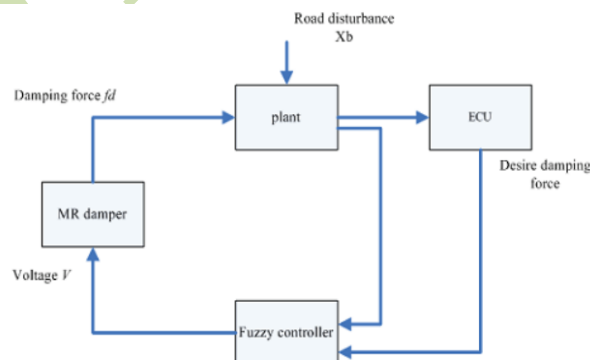 Road disturbance
Xb
Damping force fd
plant
ECU
Desire damping
force
MR damper
Voltage V
Fuzzy controller